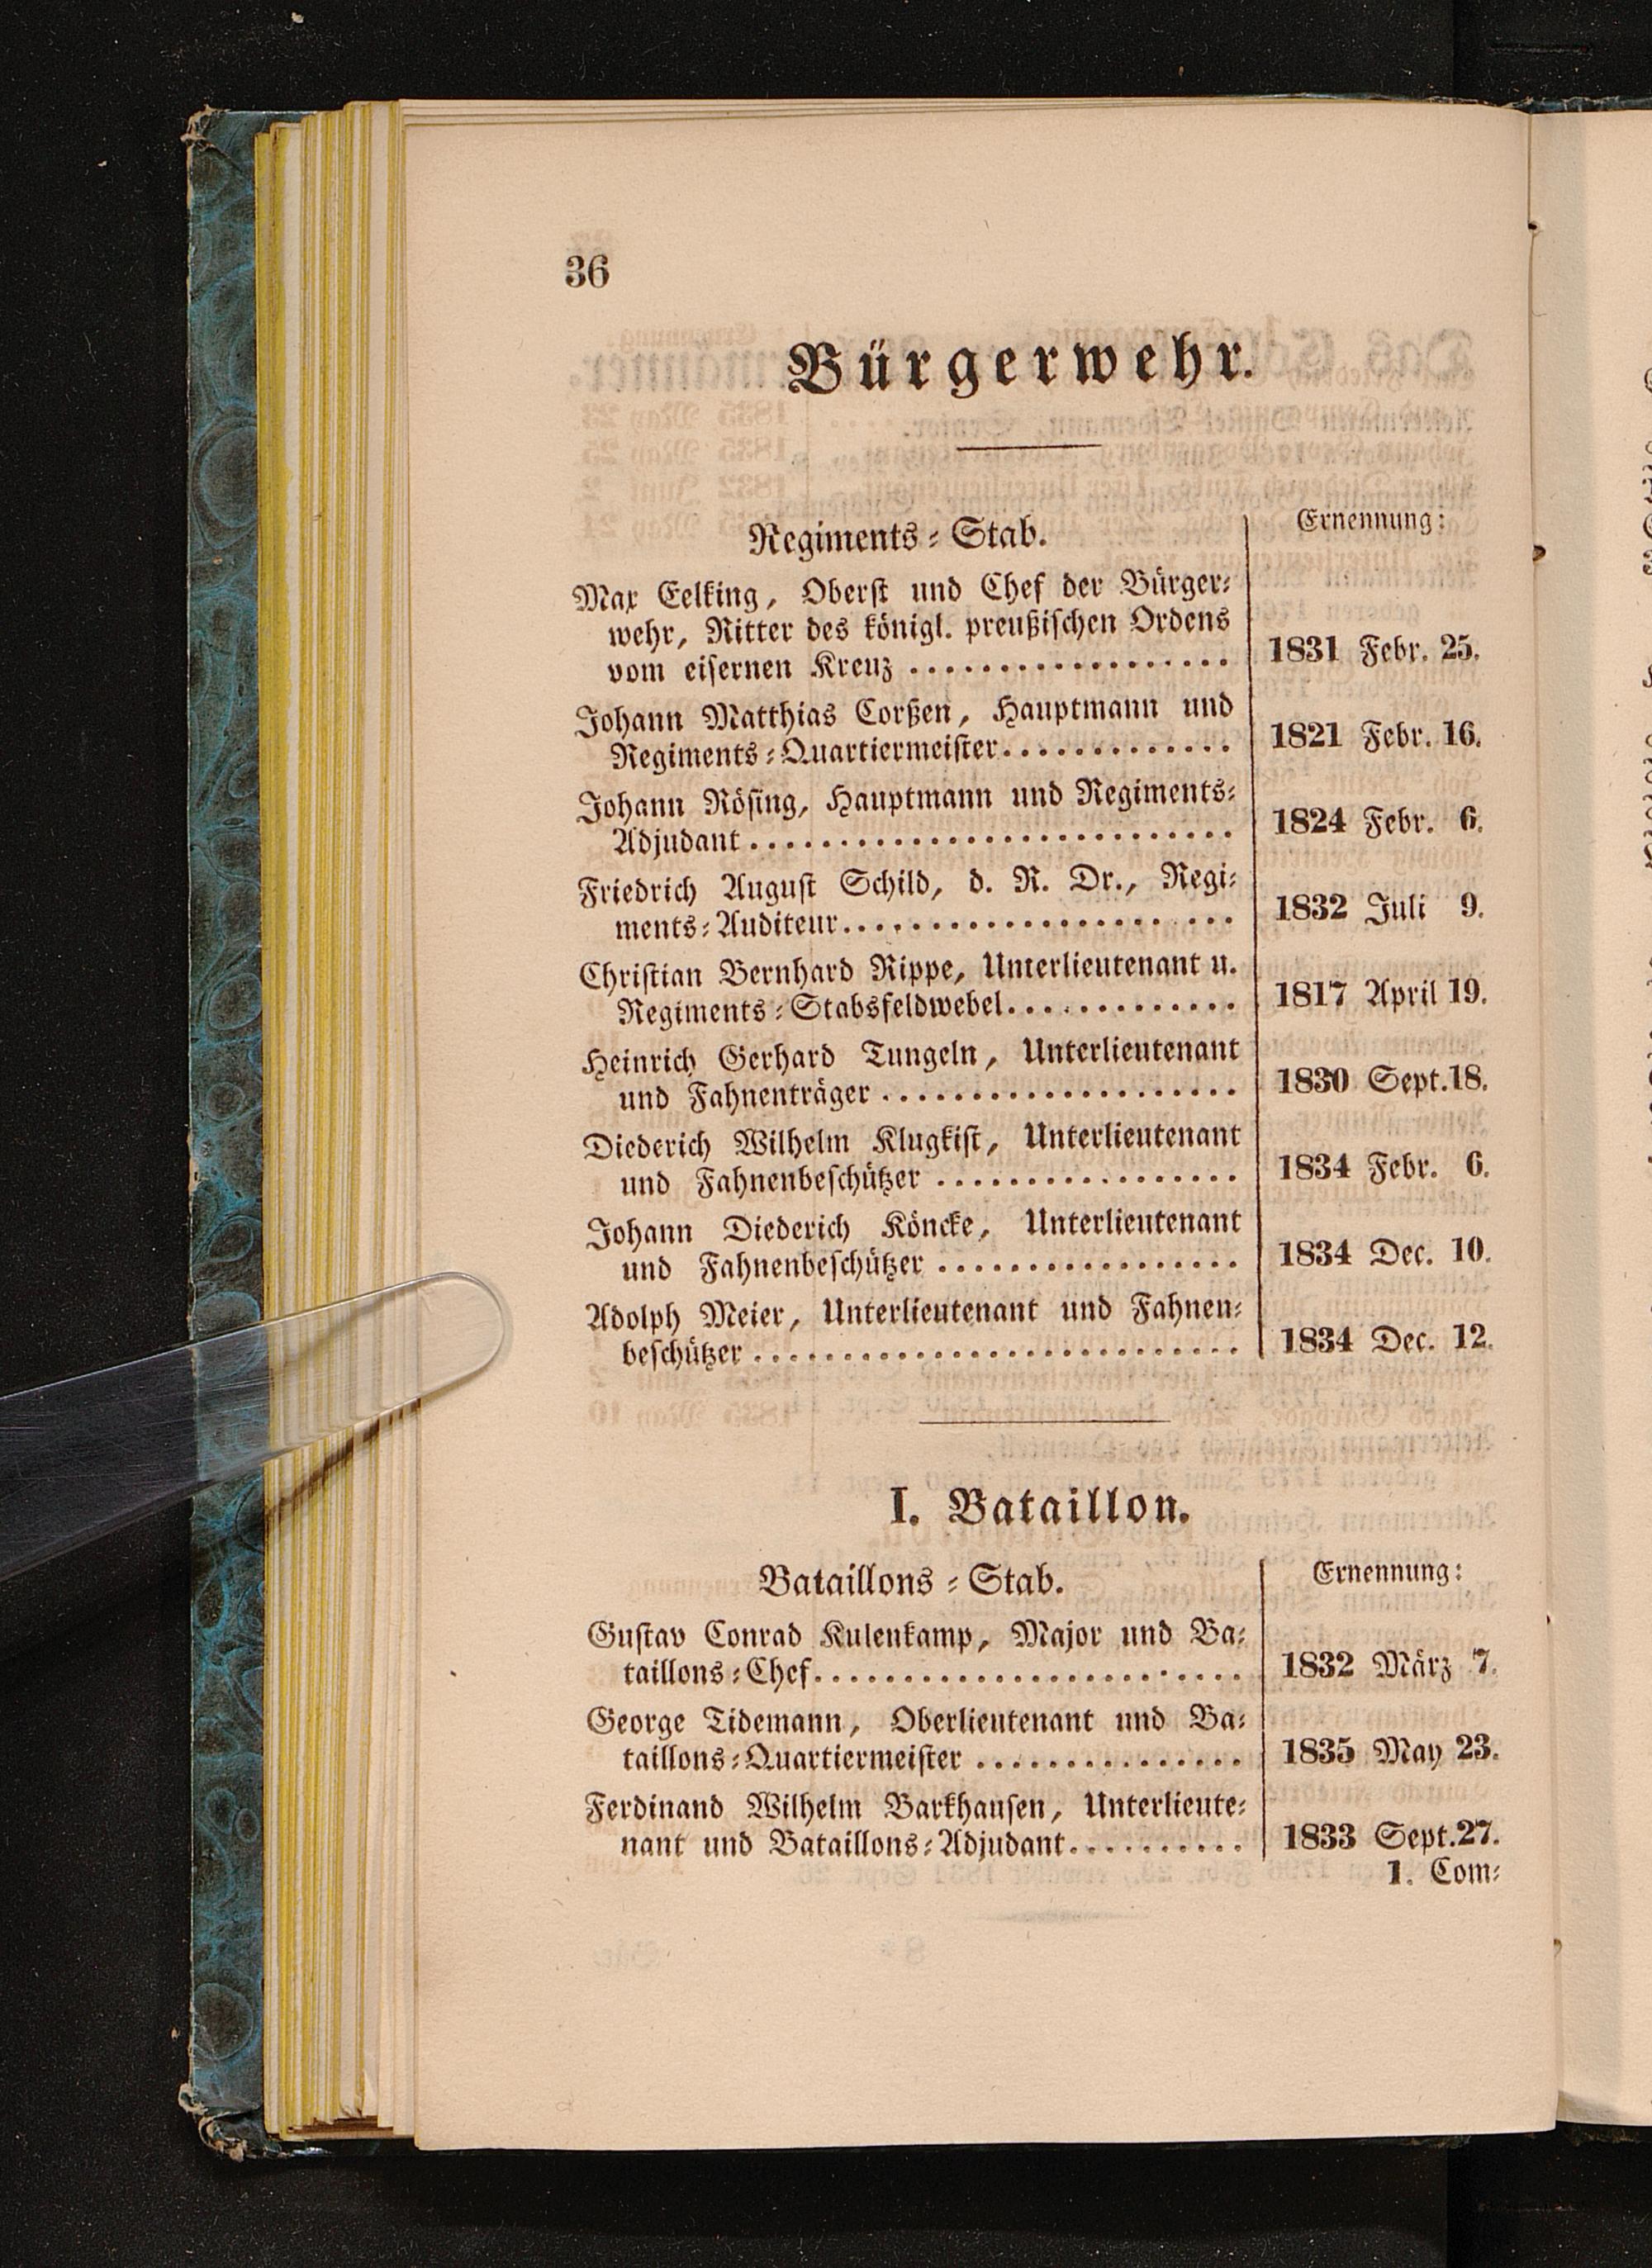 36
Bürgerwehr.
Regiments-Stab.
Ernennung:
Max Eelking, Oberst und Chef der Bürger-
wehr, Ritter des königl. preußischen Ordens
vom eisernen Kreuz .................. 1831 Febr. 25.
Johann Matthias Corßen, Hauptmann und
Regiments-Quartiermeister............. 1821 Febr. 16.
Johann Rösing, Hauptmann und Regiments-
Adjudant........................... 1824 Febr. 6.
Friedrich August Schild, d. R. Dr., Regi-
ments-Auditeur...................... 1832 Juli 9.
Christian Bernhard Rippe, Unterlieutenant u.
Regiments-Stabsfeldwebel............. 1817 April 19.
Heinrich Gerhard Tungeln, Unterlieutenant
und Fahnenträger.................... 1830 Sept. 18.
Diederich Wilhelm Klugkist, Unterlieutenant
und Fahnenbeschützer ................. 1834 Febr. 6.
Johann Diederich Köncke, Unterlieutenant
und Fahnenbeschützer ................. 1834 Dec. 10.
Adolph Meier, Unterlieutenant und Fahnen-
beschützer........................... 1834 Dec. 12.
I. Bataillon.
Bataillons-Stab.
Ernennung:
Gustav Conrad Kulenkamp, Major und Ba-
taillons-Chef........................ 1832 März 7.
George Tidemann, Oberlieutenant und Ba-
taillons-Quartiermeister ............... 1835 May 23.
Ferdinand Wilhelm Barkhausen, Unterlieute-
nant und Bataillons-Adjudant.......... 1833 Sept. 27.
1. Com-